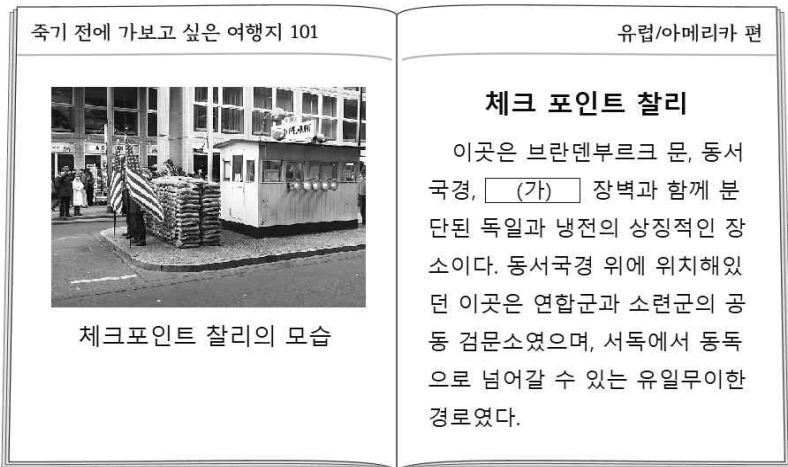 죽기 전에 가보고 싶은 여행지 101
체크포인트 찰리의 모습
유럽/아메리카 편
체크 포인트 찰리
이곳은 브란덴부르크 문, 동서
국경, (가) 장벽과 함께 분
단된 독일과 냉전의 상징적인 장
소이다. 동서국경 위에 위치해있
던 이곳은 연합군과 소련군의 공
동 검문소였으며, 서독에서 동독
으로 넘어갈 수 있는 유일무이한
경로였다.